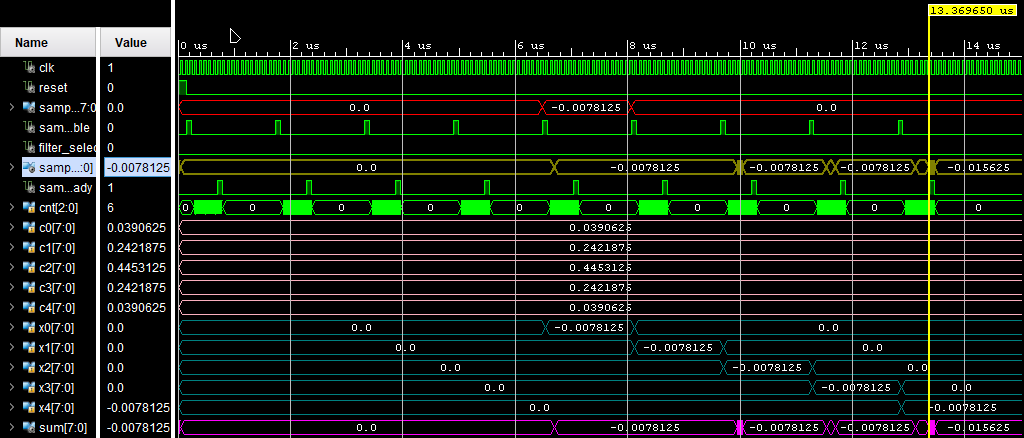 13.369650 us
Name Value 0 us 2 us 4 us 6 us 8 us 10 us 12 us 14 us
clk 1
reset 0
samp...7:0 0.0 0.0 -0.0078125 0.0
sam...ble 0
filter_selec 0
samp...:0] -0.0078125 0.0 -0.0078125 -0.0078125 -0.0078125 -0.015625
sam...ady 1
cnt[2:0] 6 0 0 0 0 0 0 0 0 0 0
c0[7:0] 0.0390625 0.0390625
c1[7:0] 0.2421875 0.2421875
c2[7:0] 0.4453125 0.4453125
c3[7:0] 0.2421875 0.2421875
c4[7:0] 0.0390625 0.0390625
x0[7:0] 0.0 0.0 -0.0078125 0.0
x1[7:0] 0.0 0.0 -0.0078125 0.0
x2[7:0] 0.0 0.0 -0.0078125 0.0
x3[7:0] 0.0 0.0 -0.0078125 0.0
x4[7:0] -0.0078125 0.0 -0.0078125
sum[7:0] -0.0078125 0.0 -0.0078125 -0.0078125 -0.0078125 -0.015625